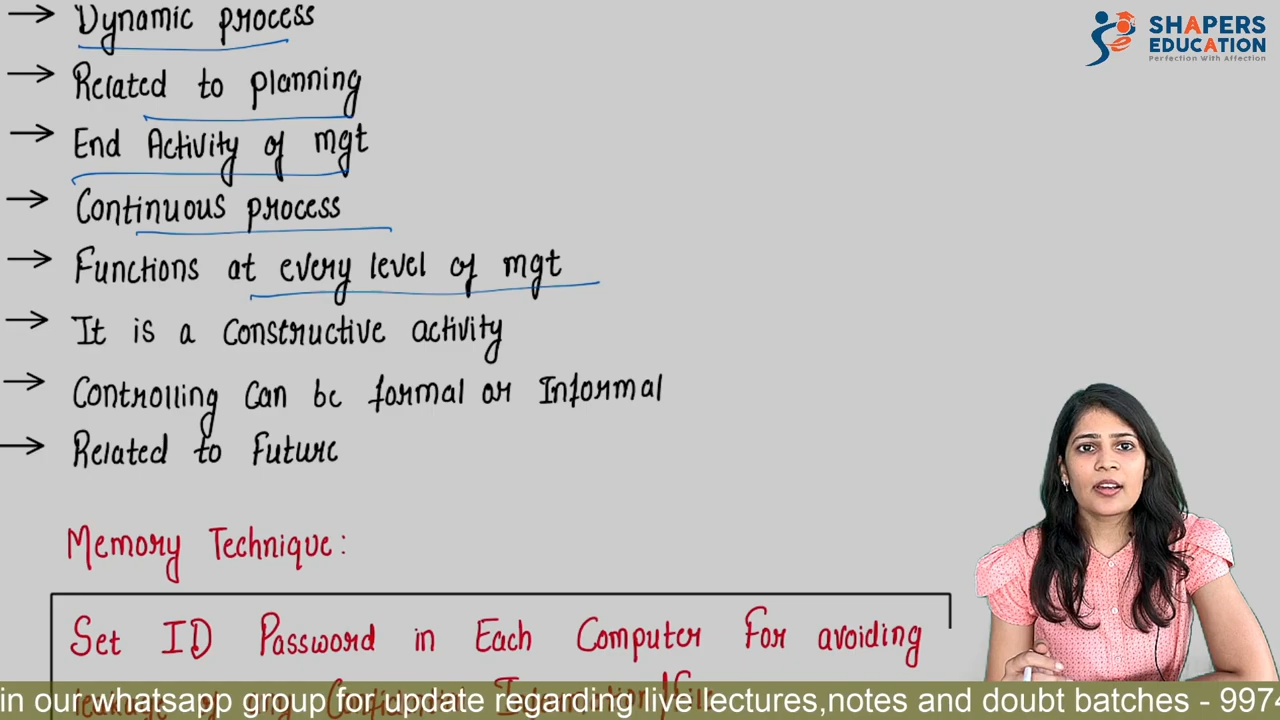 → Dynamic process
→ Related to planning
→ End Activity of mgt
→ Continuous process
→ Functions at every level of mgt
→ It is a constructive activity
→ Controlling can be formal or Informal
→ Related to Future
Memory Technique:
Set ID Password in Each Computer For avoiding
in our whatsapp group for update regarding live lectures,notes and doubt batches - 9974
SHAPERS
EDUCATION
Perfection With Affection